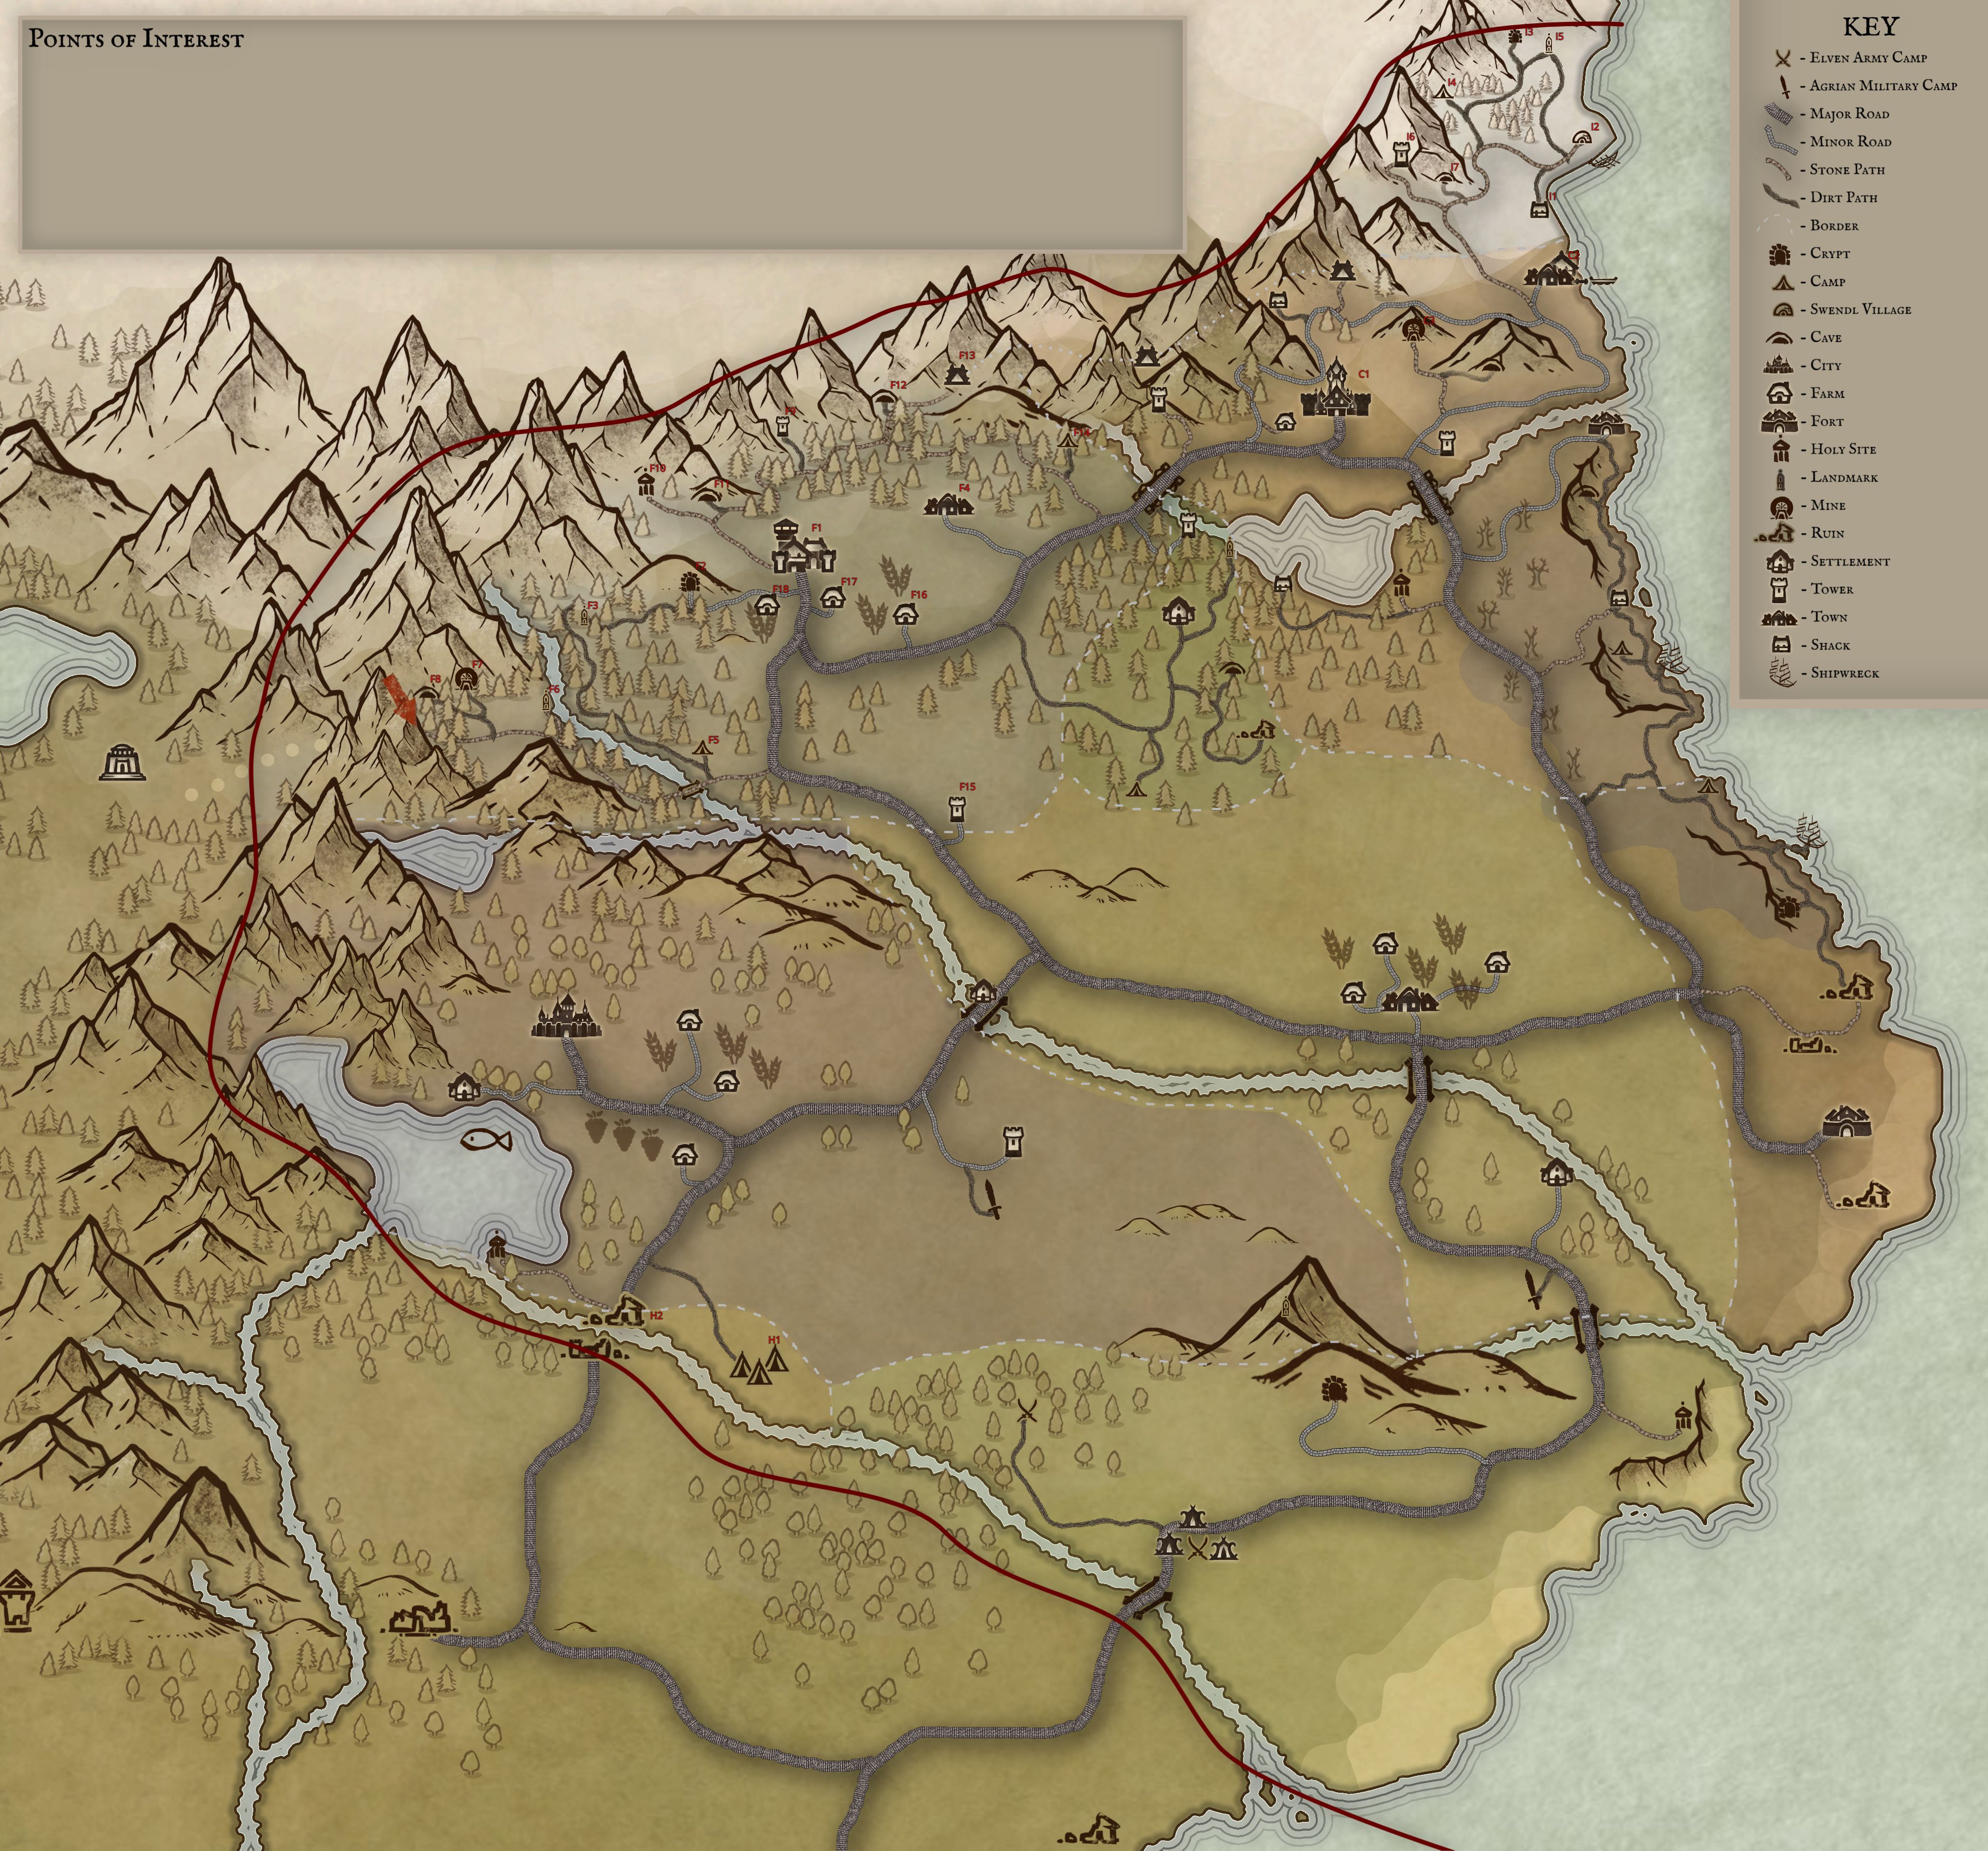 Points of Interest
KEY
- Elven Army Camp
- Agrian Military Camp
- Major Road
- Minor Road
- Stone Path
- Dirt Path
- Border
- Crypt
- Camp
- Swendl Village
- Cave
- City
- Farm
- Fort
- Holy Site
- Landmark
- Mine
- Ruin
- Settlement
- Tower
- Town
- Shack
- Shipwreck
I3
I5
I4
I2
I6
I7
I1
F13
C1
F12
F10
F11
F4
F1
F3
F18
F17
F16
F7
F8
F6
F5
F15
H2
H1